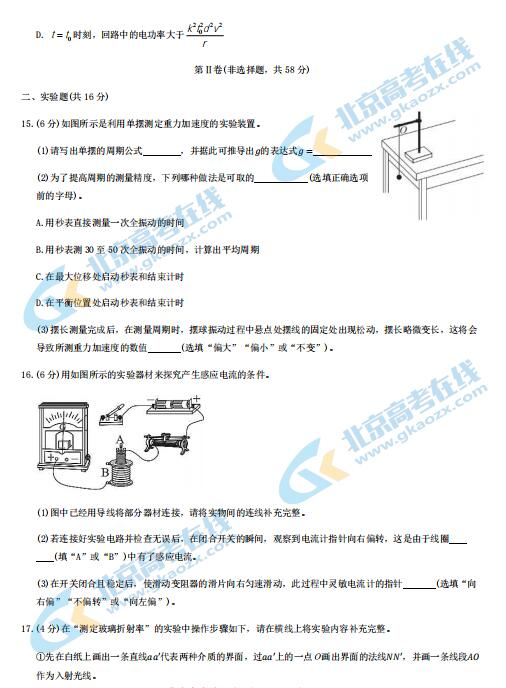 D. t = t₀ 时刻，回路中的电功率大于 k²t₀²d²v²/r
第Ⅱ卷(非选择题，共 58 分)
二、实验题(共 16 分)
15.(6 分)如图所示是利用单摆测定重力加速度的实验装置。
(1)请写出单摆的周期公式________，并据此可推导出g的表达式g =________
(2)为了提高周期的测量精度，下列哪种做法是可取的________(选填正确选项
前的字母)。
A.用秒表直接测量一次全振动的时间
B.用秒表测 30 至 50 次全振动的时间，计算出平均周期
C.在最大位移处启动秒表和结束计时
D.在平衡位置处启动秒表和结束计时
(3)摆长测量完成后，在测量周期时，摆球振动过程中悬点处摆线的固定处出现松动，摆长略微变长，这将会
导致所测重力加速度的数值______(选填“偏大”“偏小”或“不变”)。
16.(6 分)用如图所示的实验器材来探究产生感应电流的条件。
G
A
B
－ ＋
(1)图中已经用导线将部分器材连接，请将实物间的连线补充完整。
(2)若连接好实验电路并检查无误后，在闭合开关的瞬间，观察到电流计指针向右偏转，这是由于线圈___
___(填“A”或“B”)中有了感应电流。
(3)在开关闭合且稳定后，使滑动变阻器的滑片向右匀速滑动，此过程中灵敏电流计的指针______(选填“向
右偏”“不偏转”或“向左偏”)。
17.(4 分)在“测定玻璃折射率”的实验中操作步骤如下，请在横线上将实验内容补充完整。
①先在白纸上画出一条直线aa′代表两种介质的界面，过aa′上的一点 O画出界面的法线NN′，并画一条线段AO
作为入射光线。
北京高考在线
www.gkaozx.com